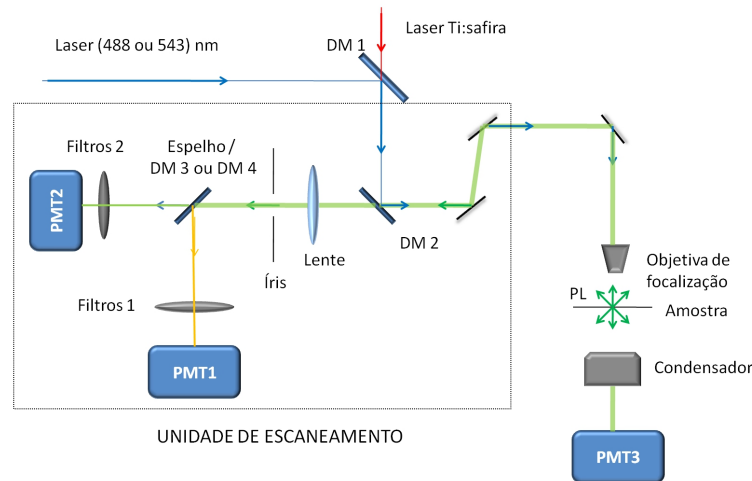 Laser Ti:safira
Laser (488 ou 543) nm
DM 1
Espelho /
DM 3 ou DM 4
Filtros 2
PMT2
DM 2
Lente
Íris
Objetiva de
focalização
PL
Amostra
Filtros 1
PMT1
Condensador
UNIDADE DE ESCANEAMENTO
PMT3